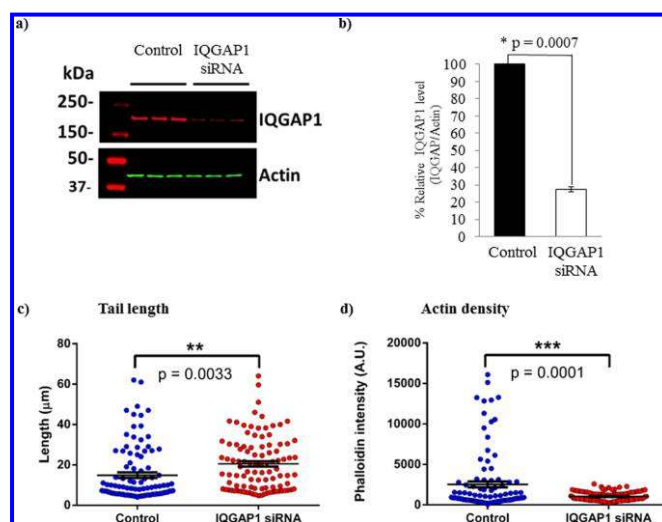 a)
Control IQGAP1
siRNA
kDa
250-
150-
IQGAP1
50-
37-
Actin
b)
* p = 0.0007
% Relative IQGAP1 level
(IQGAP/Actin)
100
90
80
70
60
50
40
30
20
10
0
Control IQGAP1
siRNA
c) Tail length
**
p = 0.0033
Length (µm)
80
60
40
20
0
Control IQGAP1 siRNA
d) Actin density
***
p = 0.0001
Phalloidin intensity (A.U.)
20000
15000
10000
5000
0
Control IQGAP1 siRNA